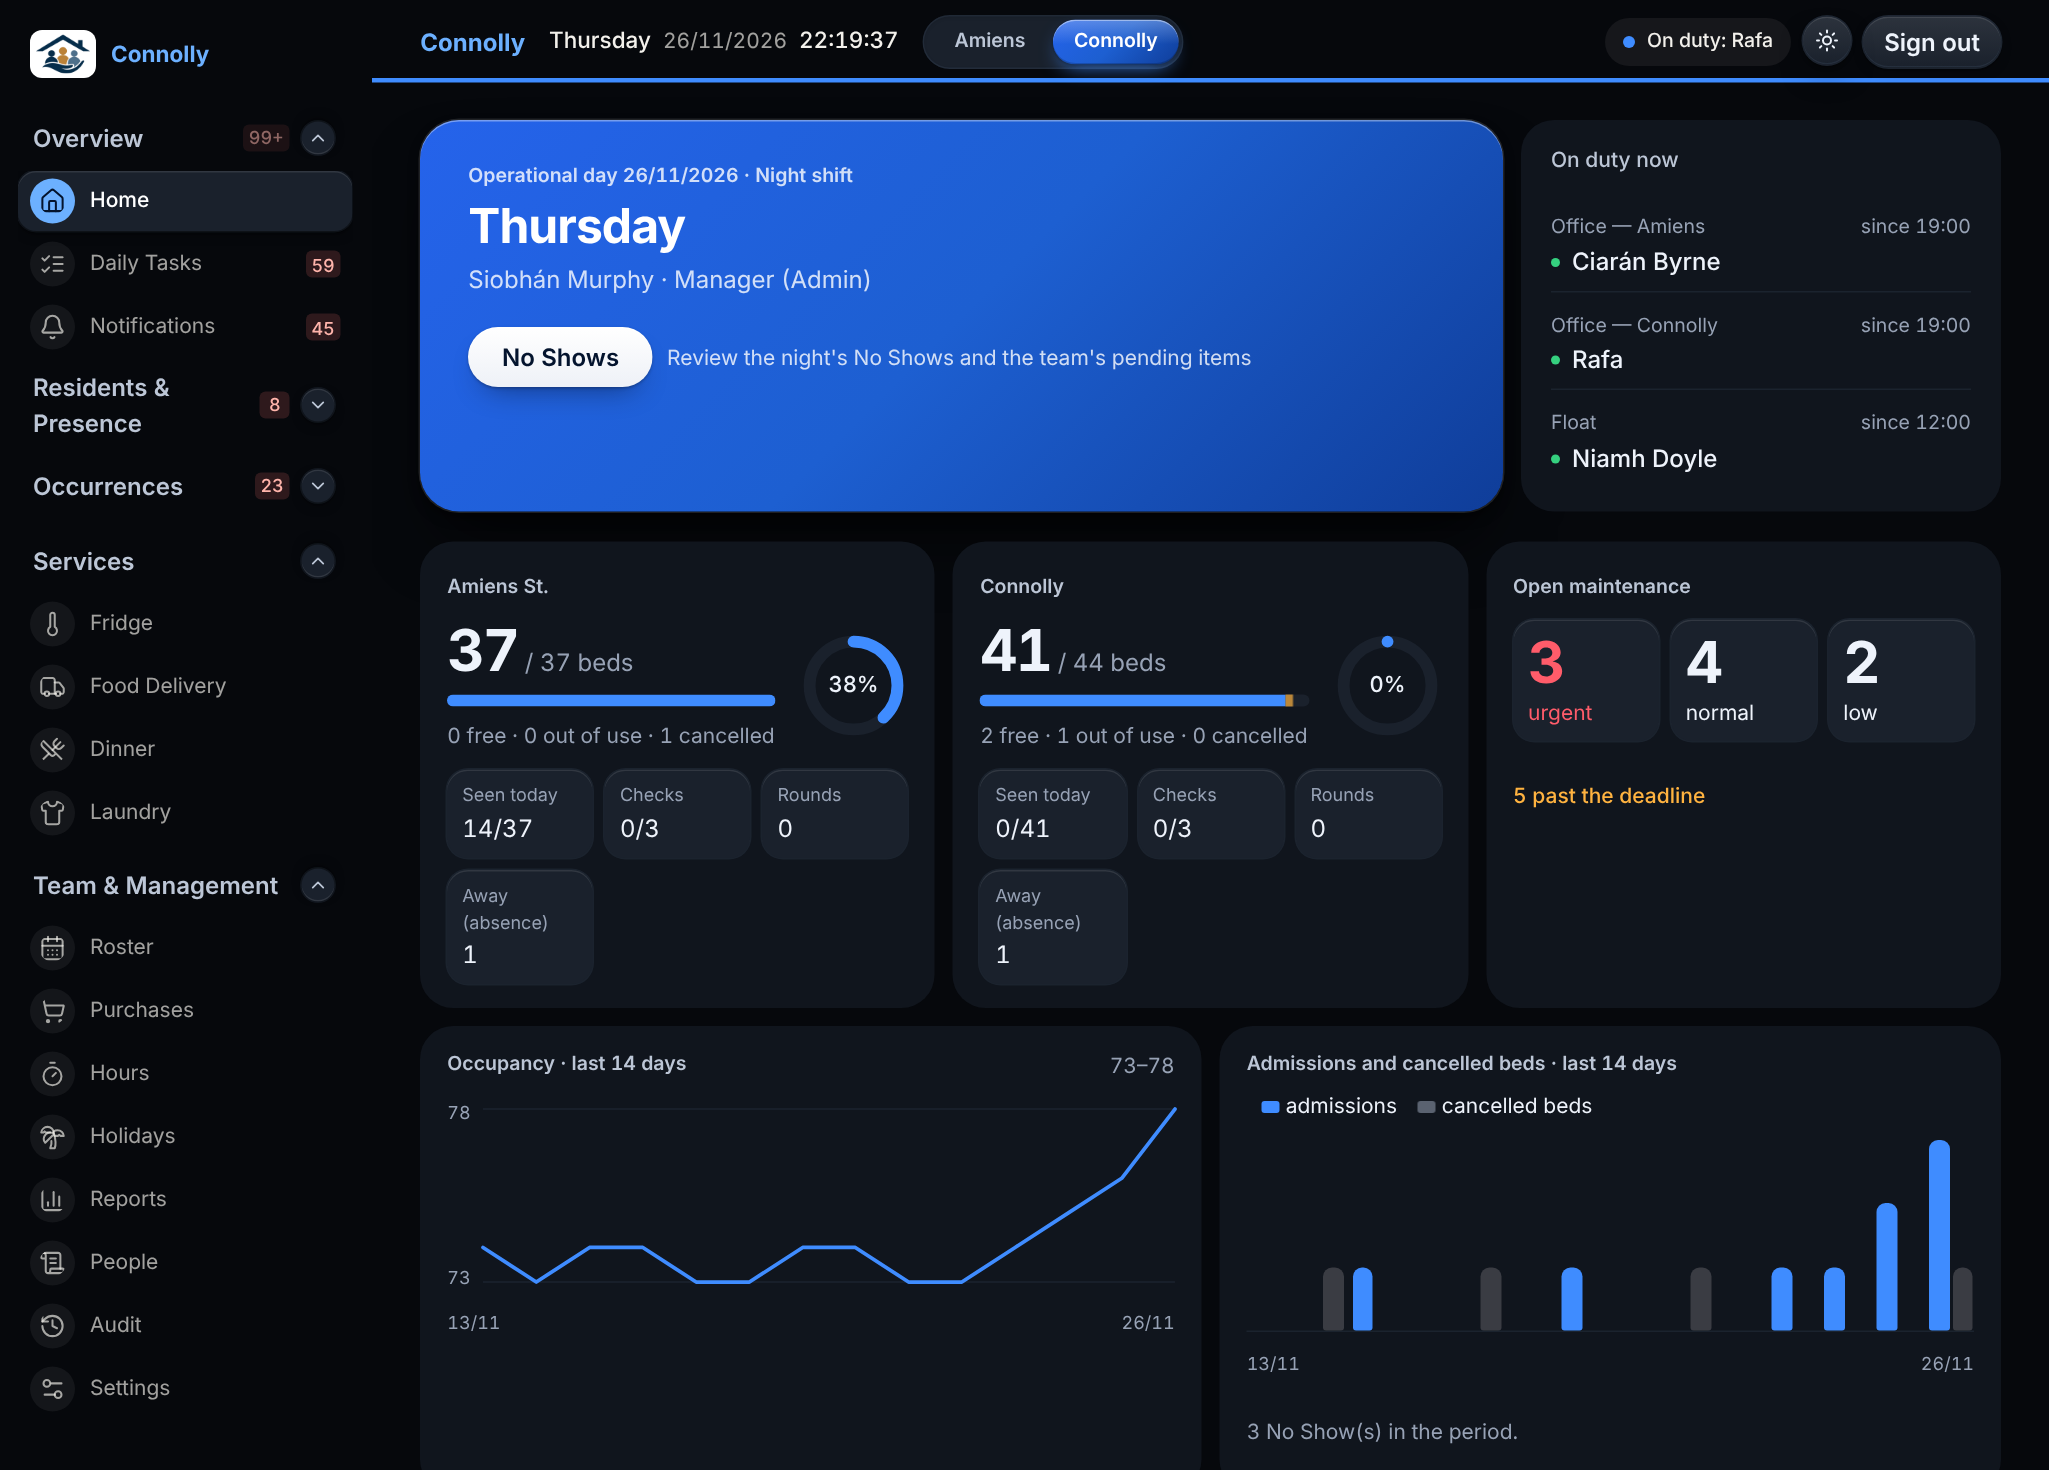 Connolly
Overview 99+
Home
Daily Tasks 59
Notifications 45
Residents &
Presence 8
Occurrences 23
Services
Fridge
Food Delivery
Dinner
Laundry
Team & Management
Roster
Purchases
Hours
Holidays
Reports
People
Audit
Settings
Connolly Thursday 26/11/2026 22:19:37 Amiens Connolly On duty: Rafa Sign out
Operational day 26/11/2026 · Night shift
Thursday
Siobhán Murphy · Manager (Admin)
No Shows Review the night's No Shows and the team's pending items
On duty now
Office — Amiens since 19:00
Ciarán Byrne
Office — Connolly since 19:00
Rafa
Float since 12:00
Niamh Doyle
Amiens St.
37 / 37 beds
38%
0 free · 0 out of use · 1 cancelled
Seen today Checks Rounds
14/37 0/3 0
Away
(absence)
1
Connolly
41 / 44 beds
0%
2 free · 1 out of use · 0 cancelled
Seen today Checks Rounds
0/41 0/3 0
Away
(absence)
1
Open maintenance
3 4 2
urgent normal low
5 past the deadline
Occupancy · last 14 days 73–78
78
73
13/11 26/11
Admissions and cancelled beds · last 14 days
admissions cancelled beds
13/11 26/11
3 No Show(s) in the period.